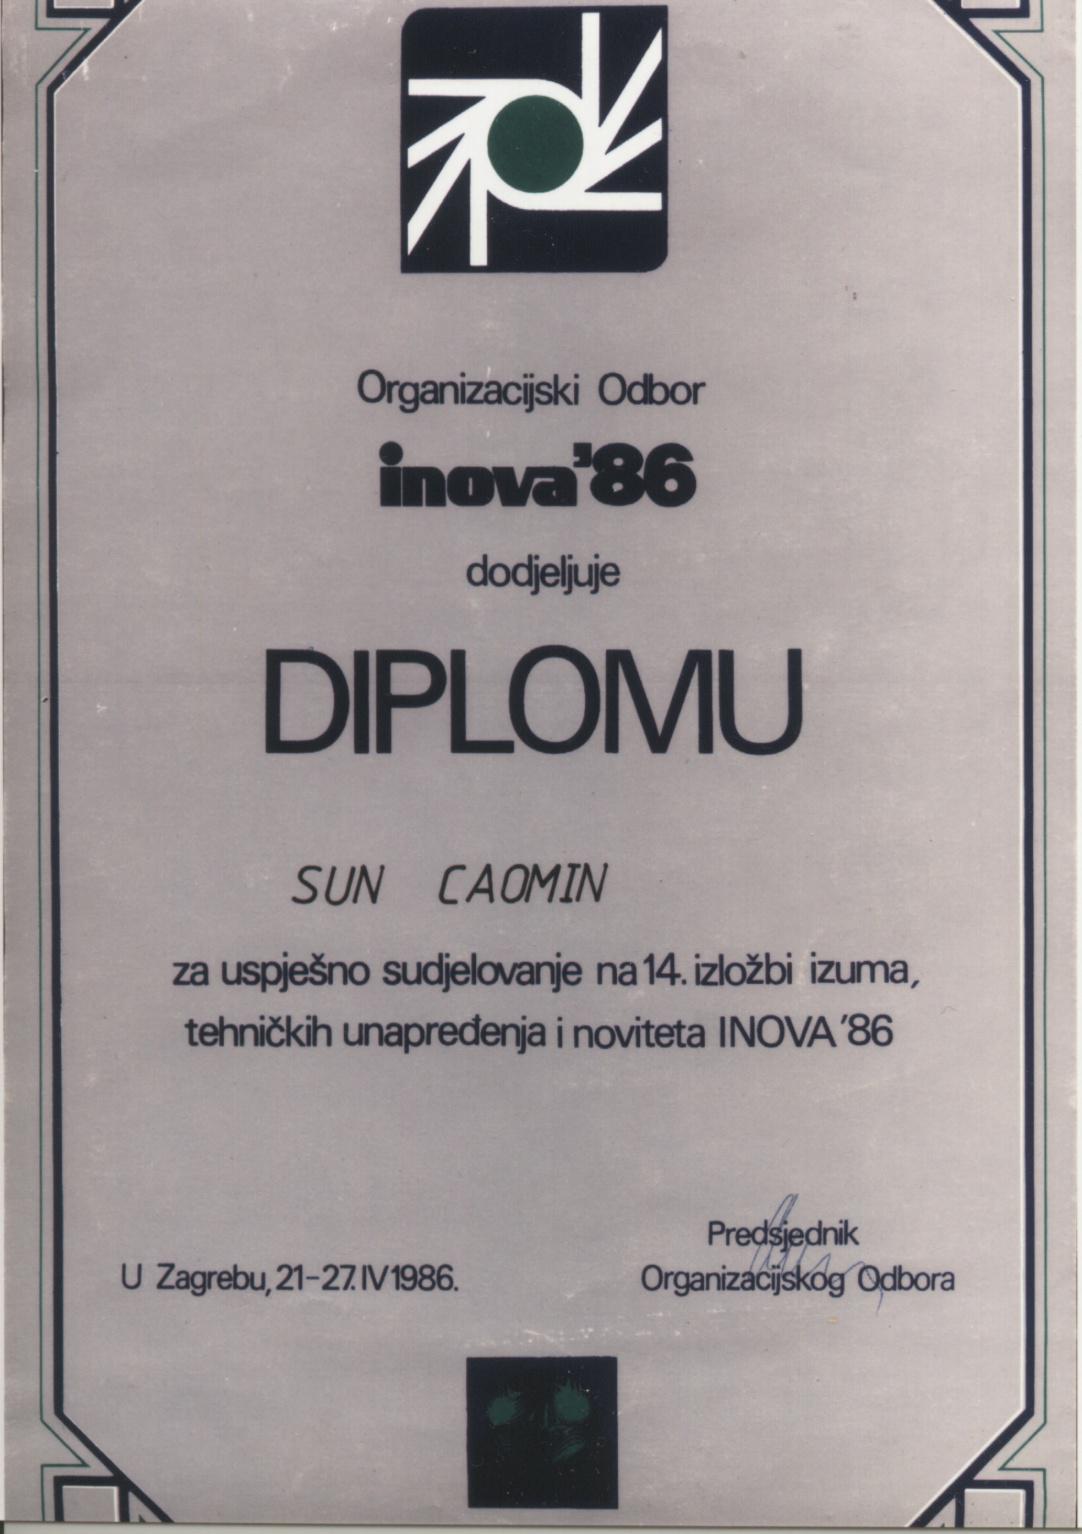 Organizacijski Odbor
inova'86
dodjeljuje
DIPLOMU
SUN CAOMIN
za uspješno sudjelovanje na 14. izložbi izuma,
tehničkih unapređenja i noviteta INOVA '86
Predsjednik
U Zagrebu, 21-27. IV 1986.
Organizacijskog Odbora